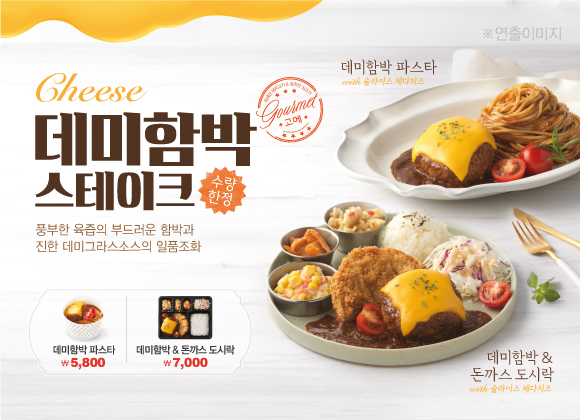 ※연출이미지
Cheese
데미함박
스테이크
수량
한정
Gourmet
고메
풍부한 육즙의 부드러운 함박과
진한 데미그라스소스의 일품조화
데미함박 파스타
with 슬라이스 체다치즈
데미함박 파스타
₩5,800
데미함박 & 돈까스 도시락
₩7,000
데미함박 &
돈까스 도시락
with 슬라이스 체다치즈